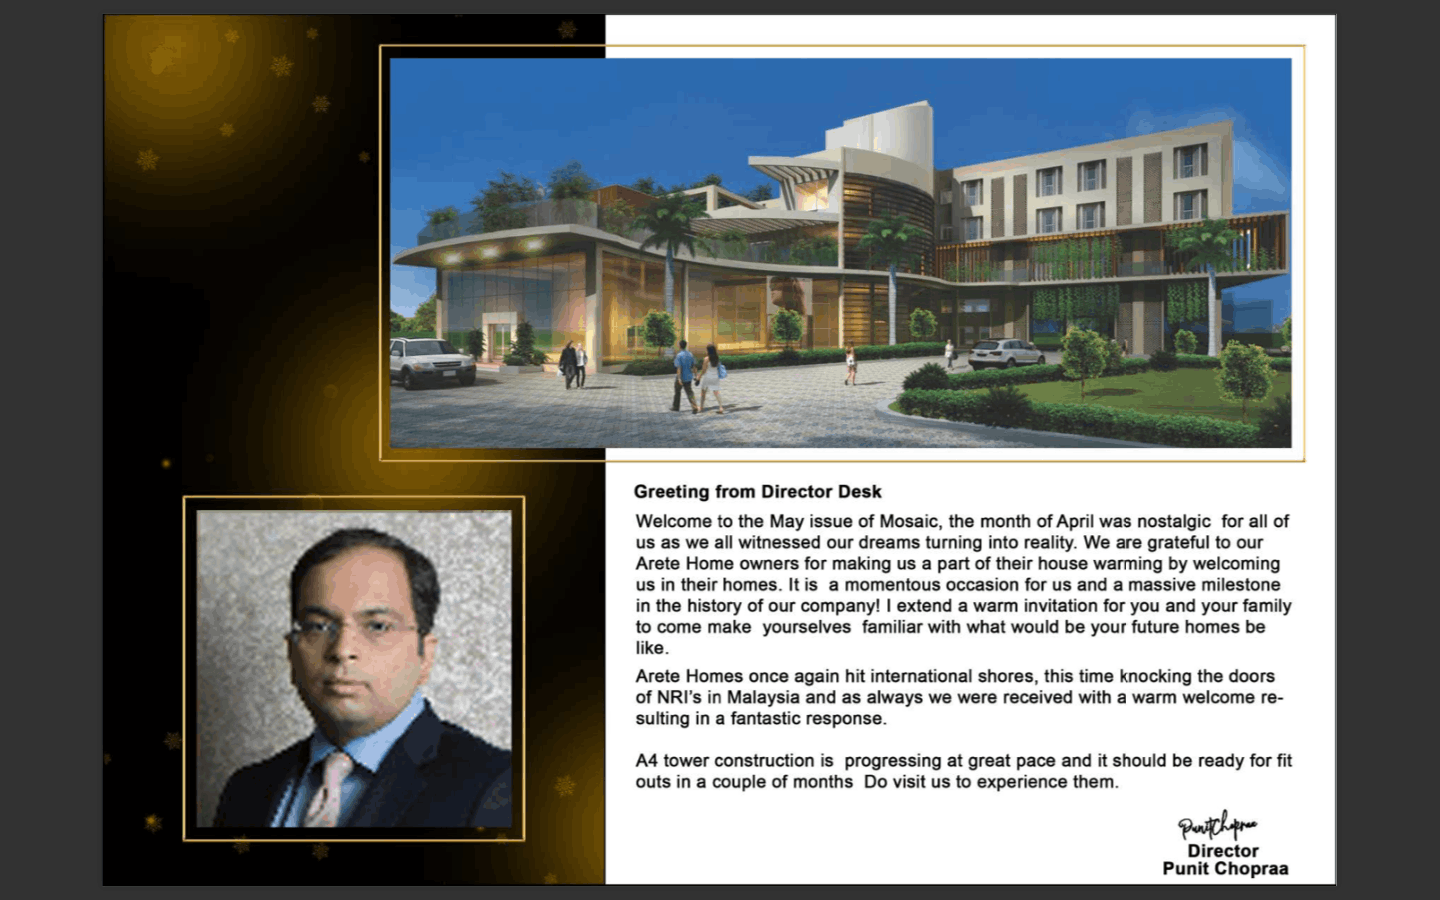 Greeting from Director Desk
Welcome to the May issue of Mosaic, the month of April was nostalgic  for all of
us as we all witnessed our dreams turning into reality. We are grateful to our
Arete Home owners for making us a part of their house warming by welcoming
us in their homes. It is  a momentous occasion for us and a massive milestone
in the history of our company! I extend a warm invitation for you and your family
to come make  yourselves  familiar with what would be your future homes be
like.
Arete Homes once again hit international shores, this time knocking the doors
of NRI's in Malaysia and as always we were received with a warm welcome re-
sulting in a fantastic response.
A4 tower construction is  progressing at great pace and it should be ready for fit
outs in a couple of months  Do visit us to experience them.
Punit Chopraa
Director
Punit Chopraa